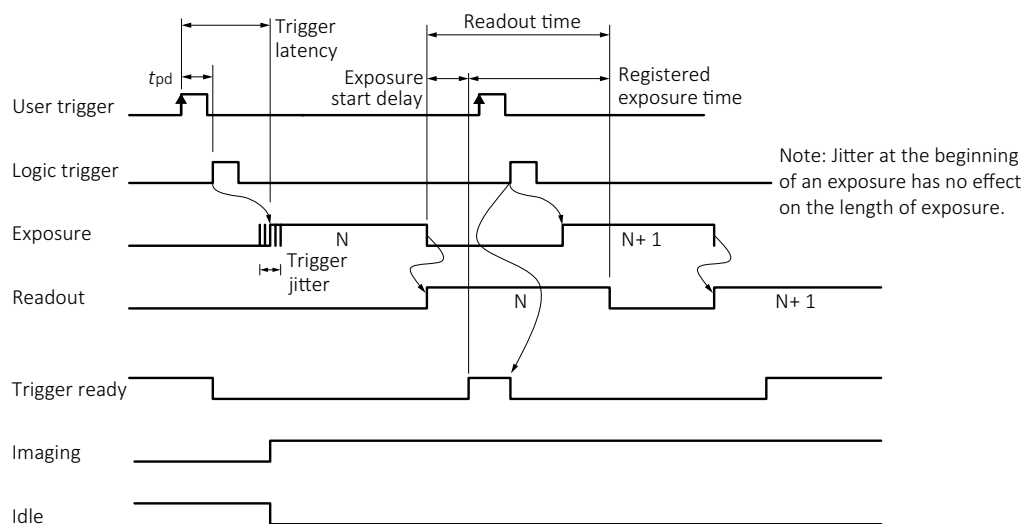 Trigger
latency
Readout time
tpd
Exposure
start delay
Registered
exposure time
User trigger
Logic trigger
Note: Jitter at the beginning
of an exposure has no effect
on the length of exposure.
Exposure
N
N+ 1
Trigger
jitter
Readout
N
N+ 1
Trigger ready
Imaging
Idle